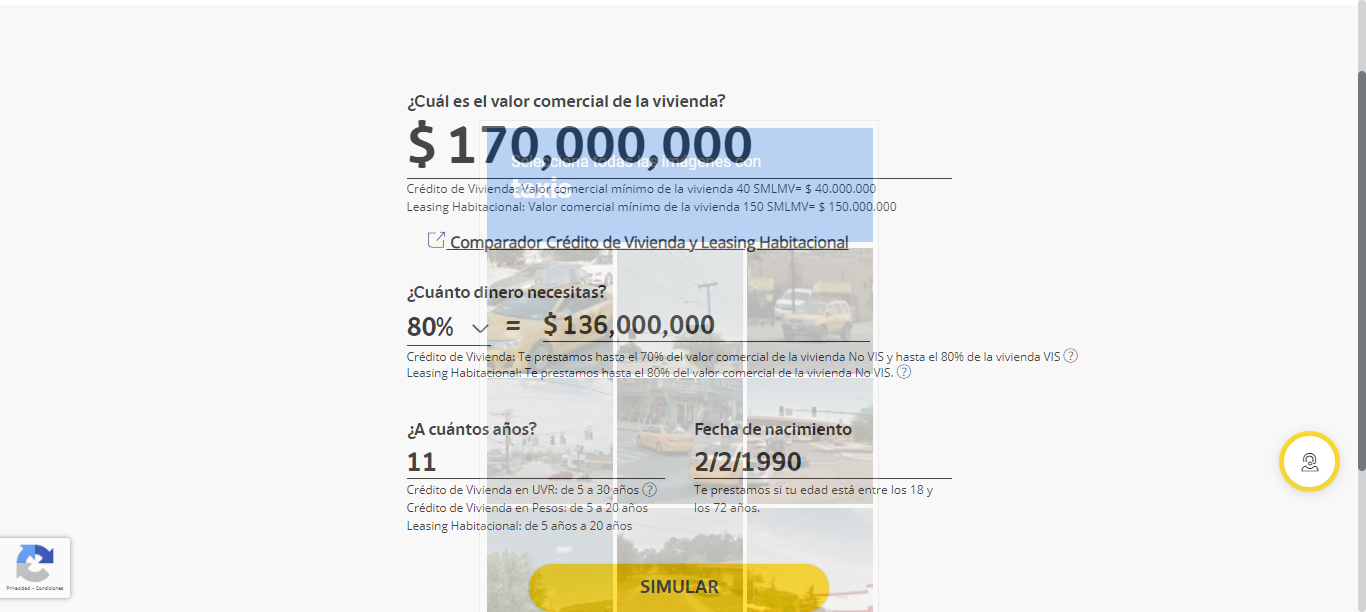 ¿Cuál es el valor comercial de la vivienda?
$ 170,000,000
Selecciona todas las imágenes con
taxis
Crédito de Vivienda: Valor comercial mínimo de la vivienda 40 SMLMV= $ 40.000.000
Leasing Habitacional: Valor comercial mínimo de la vivienda 150 SMLMV= $ 150.000.000
Comparador Crédito de Vivienda y Leasing Habitacional
¿Cuánto dinero necesitas?
80% = $ 136,000,000
Crédito de Vivienda: Te prestamos hasta el 70% del valor comercial de la vivienda No VIS y hasta el 80% de la vivienda VIS ?
Leasing Habitacional: Te prestamos hasta el 80% del valor comercial de la vivienda No VIS. ?
¿A cuántos años? Fecha de nacimiento
11 2/2/1990
Crédito de Vivienda en UVR: de 5 a 30 años ? Te prestamos si tu edad está entre los 18 y
Crédito de Vivienda en Pesos: de 5 a 20 años los 72 años.
Leasing Habitacional: de 5 años a 20 años
SIMULAR
Privacidad - Condiciones